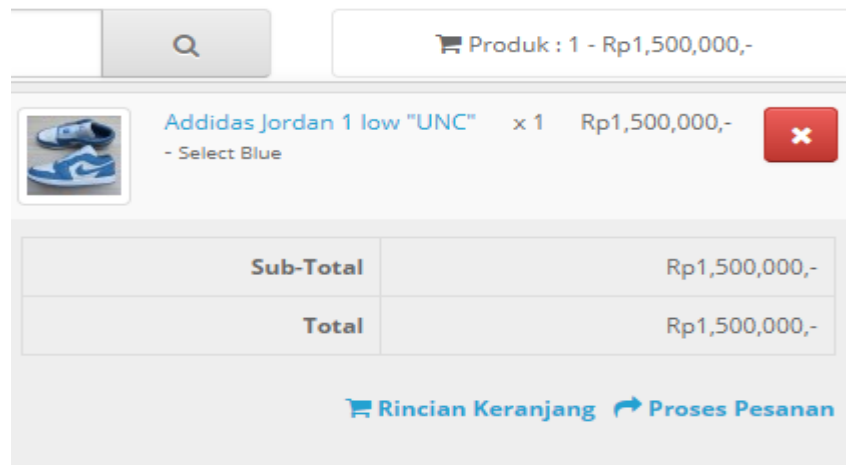 Produk : 1 - Rp1,500,000,-
Addidas Jordan 1 low "UNC" x 1 Rp1,500,000,-
- Select Blue
Sub-Total Rp1,500,000,-
Total Rp1,500,000,-
Rincian Keranjang Proses Pesanan